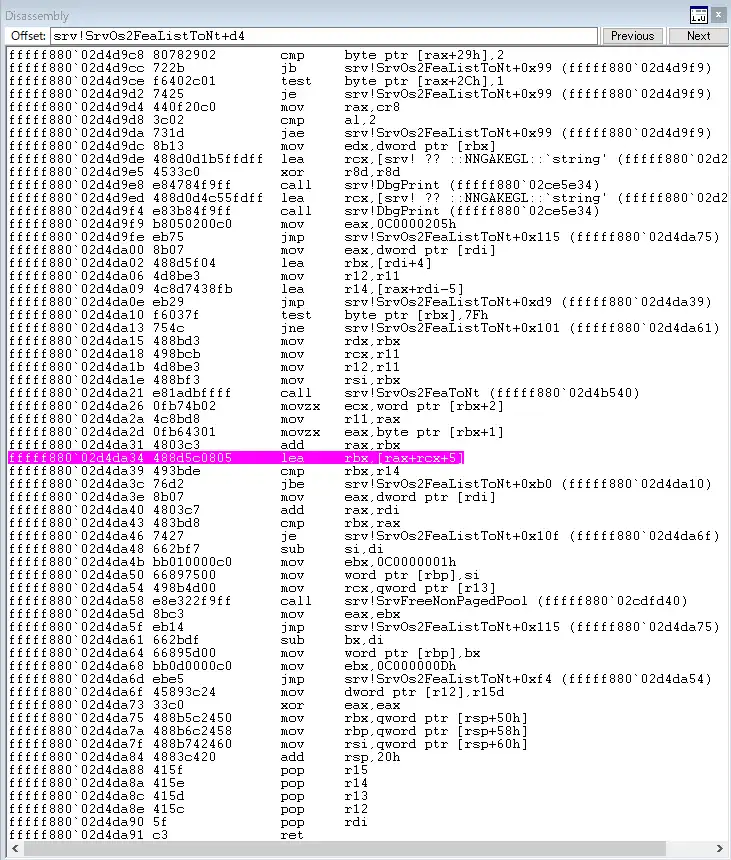 Disassembly
Offset: srv!SrvOs2FeaListToNt+d4 Previous Next
fffff880`02d4d9c8 80782902 cmp byte ptr [rax+29h],2
fffff880`02d4d9cc 722b jb srv!SrvOs2FeaListToNt+0x99 (fffff880`02d4d9f9)
fffff880`02d4d9ce f6402c01 test byte ptr [rax+2Ch],1
fffff880`02d4d9d2 7425 je srv!SrvOs2FeaListToNt+0x99 (fffff880`02d4d9f9)
fffff880`02d4d9d4 440f20c0 mov rax,cr8
fffff880`02d4d9d8 3c02 cmp al,2
fffff880`02d4d9da 731d jae srv!SrvOs2FeaListToNt+0x99 (fffff880`02d4d9f9)
fffff880`02d4d9dc 8b13 mov edx,dword ptr [rbx]
fffff880`02d4d9de 488d0d1b5ffdff lea rcx,[srv! ?? ::NNGAKEGL::`string' (fffff880`02d2
fffff880`02d4d9e5 4533c0 xor r8d,r8d
fffff880`02d4d9e8 e84784f9ff call srv!DbgPrint (fffff880`02ce5e34)
fffff880`02d4d9ed 488d0d4c55fdff lea rcx,[srv! ?? ::NNGAKEGL::`string' (fffff880`02d2
fffff880`02d4d9f4 e83b84f9ff call srv!DbgPrint (fffff880`02ce5e34)
fffff880`02d4d9f9 b8050200c0 mov eax,0C0000205h
fffff880`02d4d9fe eb75 jmp srv!SrvOs2FeaListToNt+0x115 (fffff880`02d4da75)
fffff880`02d4da00 8b07 mov eax,dword ptr [rdi]
fffff880`02d4da02 488d5f04 lea rbx,[rdi+4]
fffff880`02d4da06 4d8be3 mov r12,r11
fffff880`02d4da09 4c8d7438fb lea r14,[rax+rdi-5]
fffff880`02d4da0e eb29 jmp srv!SrvOs2FeaListToNt+0xd9 (fffff880`02d4da39)
fffff880`02d4da10 f6037f test byte ptr [rbx],7Fh
fffff880`02d4da13 754c jne srv!SrvOs2FeaListToNt+0x101 (fffff880`02d4da61)
fffff880`02d4da15 488bd3 mov rdx,rbx
fffff880`02d4da18 498bcb mov rcx,r11
fffff880`02d4da1b 4d8be3 mov r12,r11
fffff880`02d4da1e 488bf3 mov rsi,rbx
fffff880`02d4da21 e81adbffff call srv!SrvOs2FeaToNt (fffff880`02d4b540)
fffff880`02d4da26 0fb74b02 movzx ecx,word ptr [rbx+2]
fffff880`02d4da2a 4c8bd8 mov r11,rax
fffff880`02d4da2d 0fb64301 movzx eax,byte ptr [rbx+1]
fffff880`02d4da31 4803c3 add rax,rbx
fffff880`02d4da34 488d5c0805 lea rbx,[rax+rcx+5]
fffff880`02d4da39 493bde cmp rbx,r14
fffff880`02d4da3c 76d2 jbe srv!SrvOs2FeaListToNt+0xb0 (fffff880`02d4da10)
fffff880`02d4da3e 8b07 mov eax,dword ptr [rdi]
fffff880`02d4da40 4803c7 add rax,rdi
fffff880`02d4da43 483bd8 cmp rbx,rax
fffff880`02d4da46 7427 je srv!SrvOs2FeaListToNt+0x10f (fffff880`02d4da6f)
fffff880`02d4da48 662bf7 sub si,di
fffff880`02d4da4b bb010000c0 mov ebx,0C0000001h
fffff880`02d4da50 66897500 mov word ptr [rbp],si
fffff880`02d4da54 498b4d00 mov rcx,qword ptr [r13]
fffff880`02d4da58 e8e322f9ff call srv!SrvFreeNonPagedPool (fffff880`02cdfd40)
fffff880`02d4da5d 8bc3 mov eax,ebx
fffff880`02d4da5f eb14 jmp srv!SrvOs2FeaListToNt+0x115 (fffff880`02d4da75)
fffff880`02d4da61 662bdf sub bx,di
fffff880`02d4da64 66895d00 mov word ptr [rbp],bx
fffff880`02d4da68 bb0d0000c0 mov ebx,0C000000Dh
fffff880`02d4da6d ebe5 jmp srv!SrvOs2FeaListToNt+0xf4 (fffff880`02d4da54)
fffff880`02d4da6f 45893c24 mov dword ptr [r12],r15d
fffff880`02d4da73 33c0 xor eax,eax
fffff880`02d4da75 488b5c2450 mov rbx,qword ptr [rsp+50h]
fffff880`02d4da7a 488b6c2458 mov rbp,qword ptr [rsp+58h]
fffff880`02d4da7f 488b742460 mov rsi,qword ptr [rsp+60h]
fffff880`02d4da84 4883c420 add rsp,20h
fffff880`02d4da88 415f pop r15
fffff880`02d4da8a 415e pop r14
fffff880`02d4da8c 415d pop r13
fffff880`02d4da8e 415c pop r12
fffff880`02d4da90 5f pop rdi
fffff880`02d4da91 c3 ret